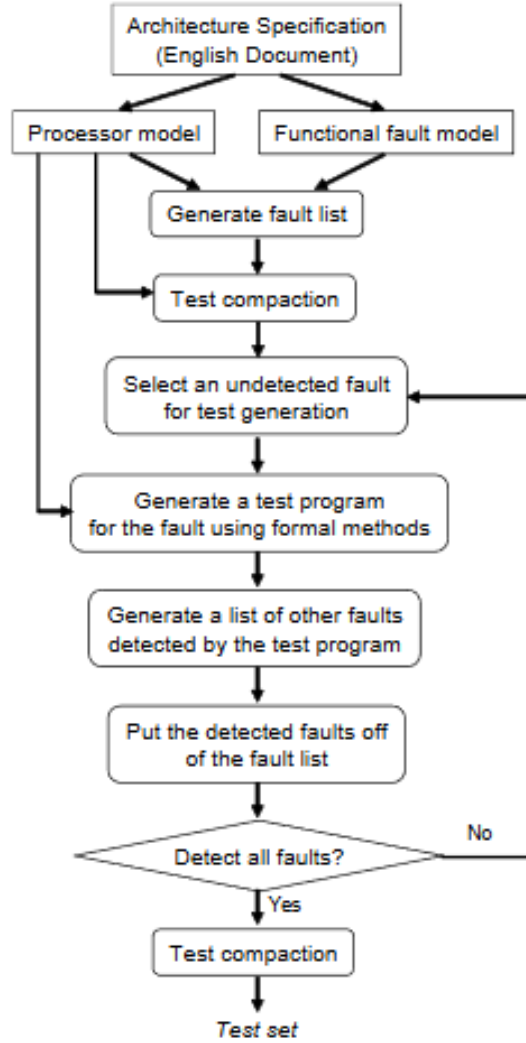 Architecture Specification
(English Document)
Processor model
Functional fault model
Generate fault list
Test compaction
Select an undetected fault
for test generation
Generate a test program
for the fault using formal methods
Generate a list of other faults
detected by the test program
Put the detected faults off
of the fault list
Detect all faults?
No
Yes
Test compaction
Test set